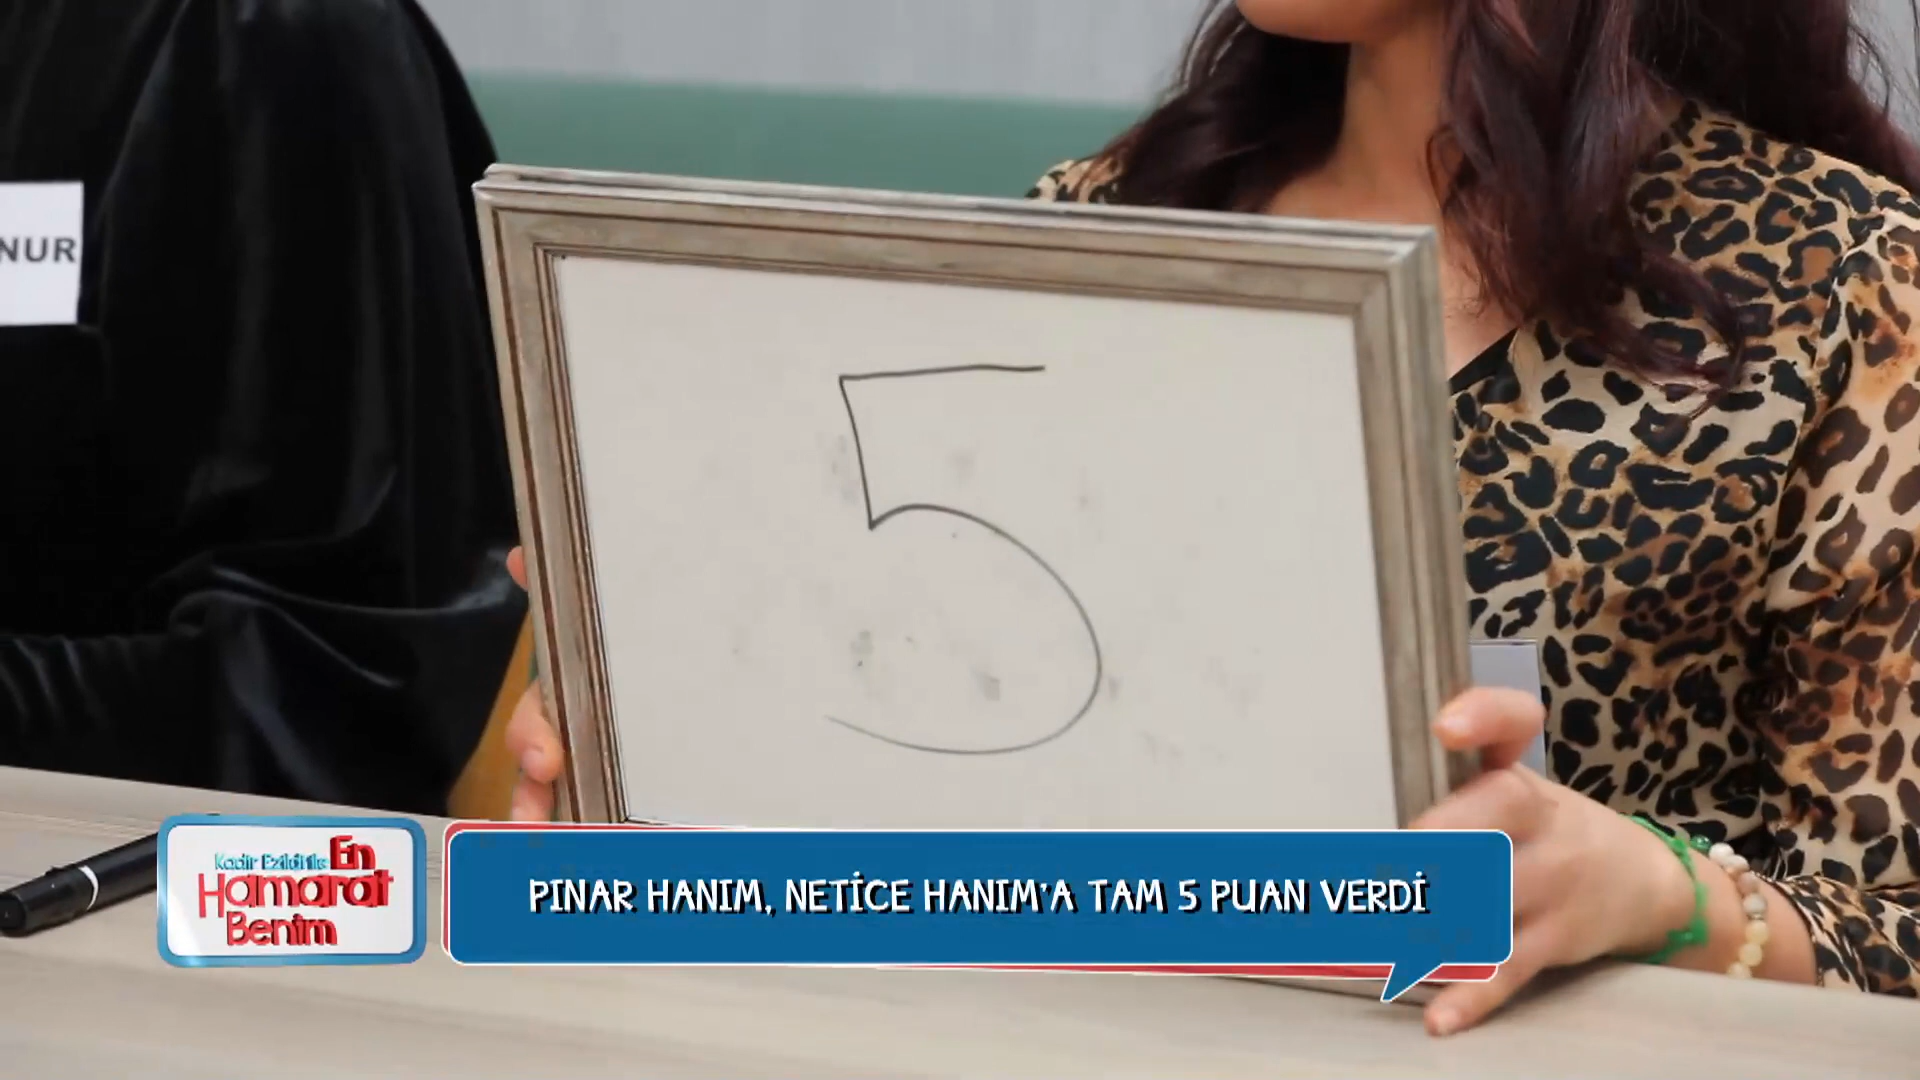 NUR
5
Kadir Ezildi ile En
Hamarat
Benim
PINAR HANIM, NETİCE HANIM'A TAM 5 PUAN VERDİ